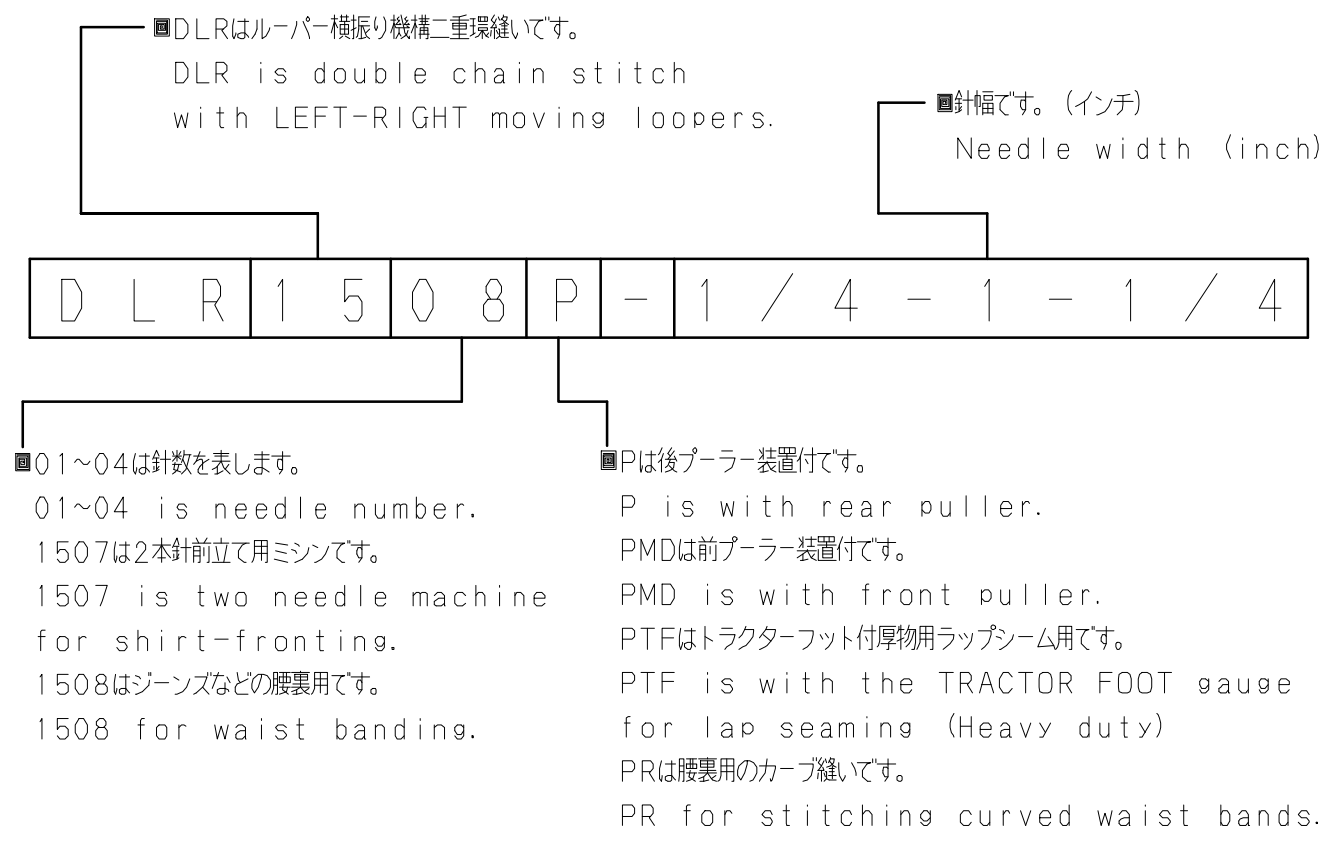 回DLRはルーパー横振り機構二重環縫いです。
DLR is double chain stitch
with LEFT-RIGHT moving loopers.
回針幅です。(インチ)
Needle width (inch)
DLR1508P-1/4-1-1/4
回01~04は針数を表します。
01~04 is needle number.
1507は2本針前立て用ミシンです。
1507 is two needle machine
for shirt-fronting.
1508はジーンズなどの腰裏用です。
1508 for waist banding.
回Pは後プーラー装置付です。
P is with rear puller.
PMDは前プーラー装置付です。
PMD is with front puller.
PTFはトラクターフット付厚物用ラップシーム用です。
PTF is with the TRACTOR FOOT gauge
for lap seaming (Heavy duty)
PRは腰裏用のカーブ縫いです。
PR for stitching curved waist bands.